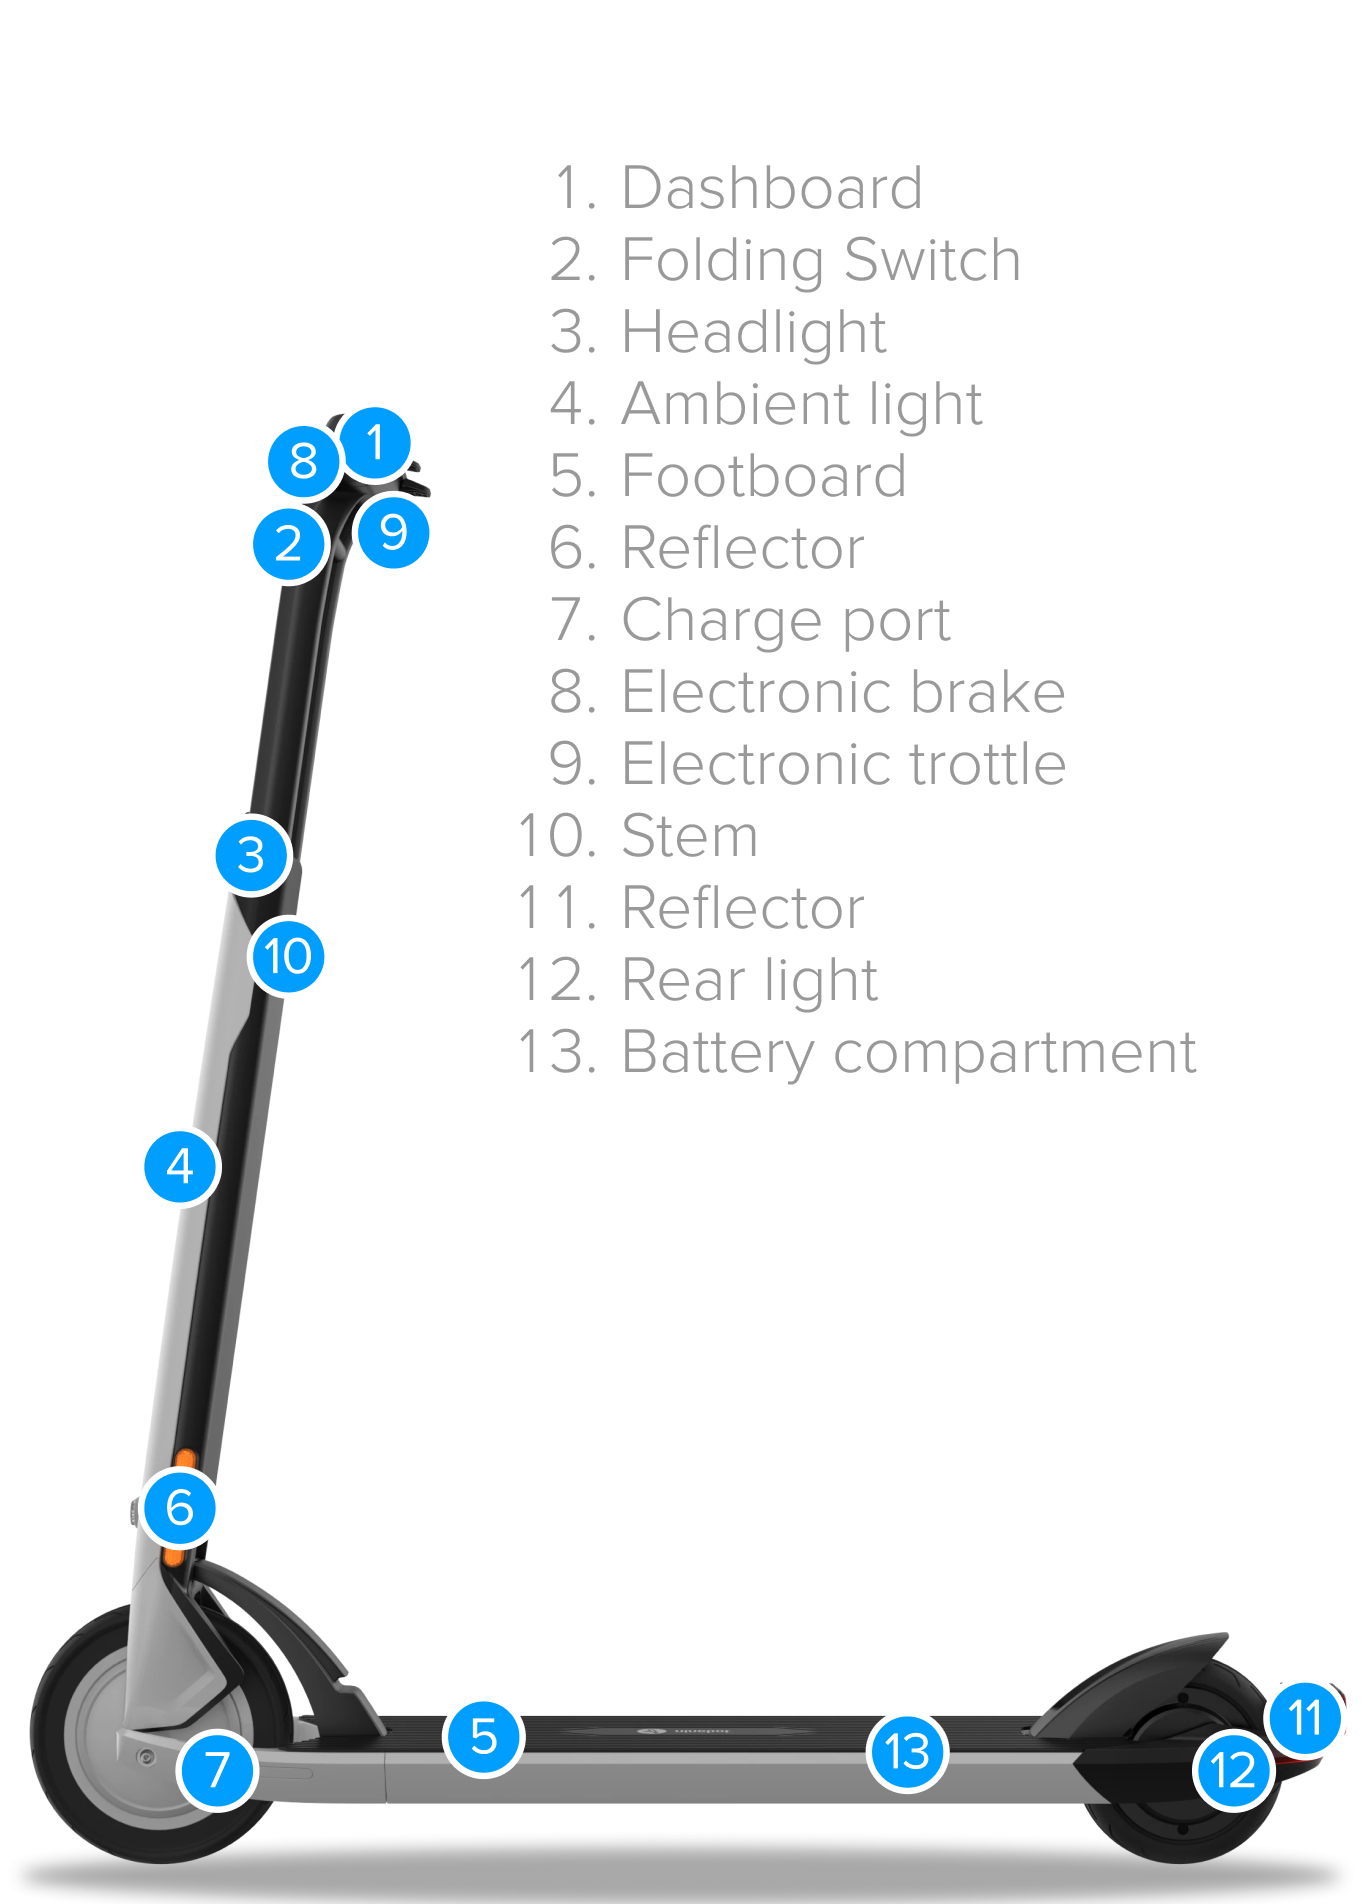 1. Dashboard
2. Folding Switch
3. Headlight
4. Ambient light
5. Footboard
6. Reflector
7. Charge port
8. Electronic brake
9. Electronic trottle
10. Stem
11. Reflector
12. Rear light
13. Battery compartment
1
8
9
2
3
10
4
6
5
13
11
12
7